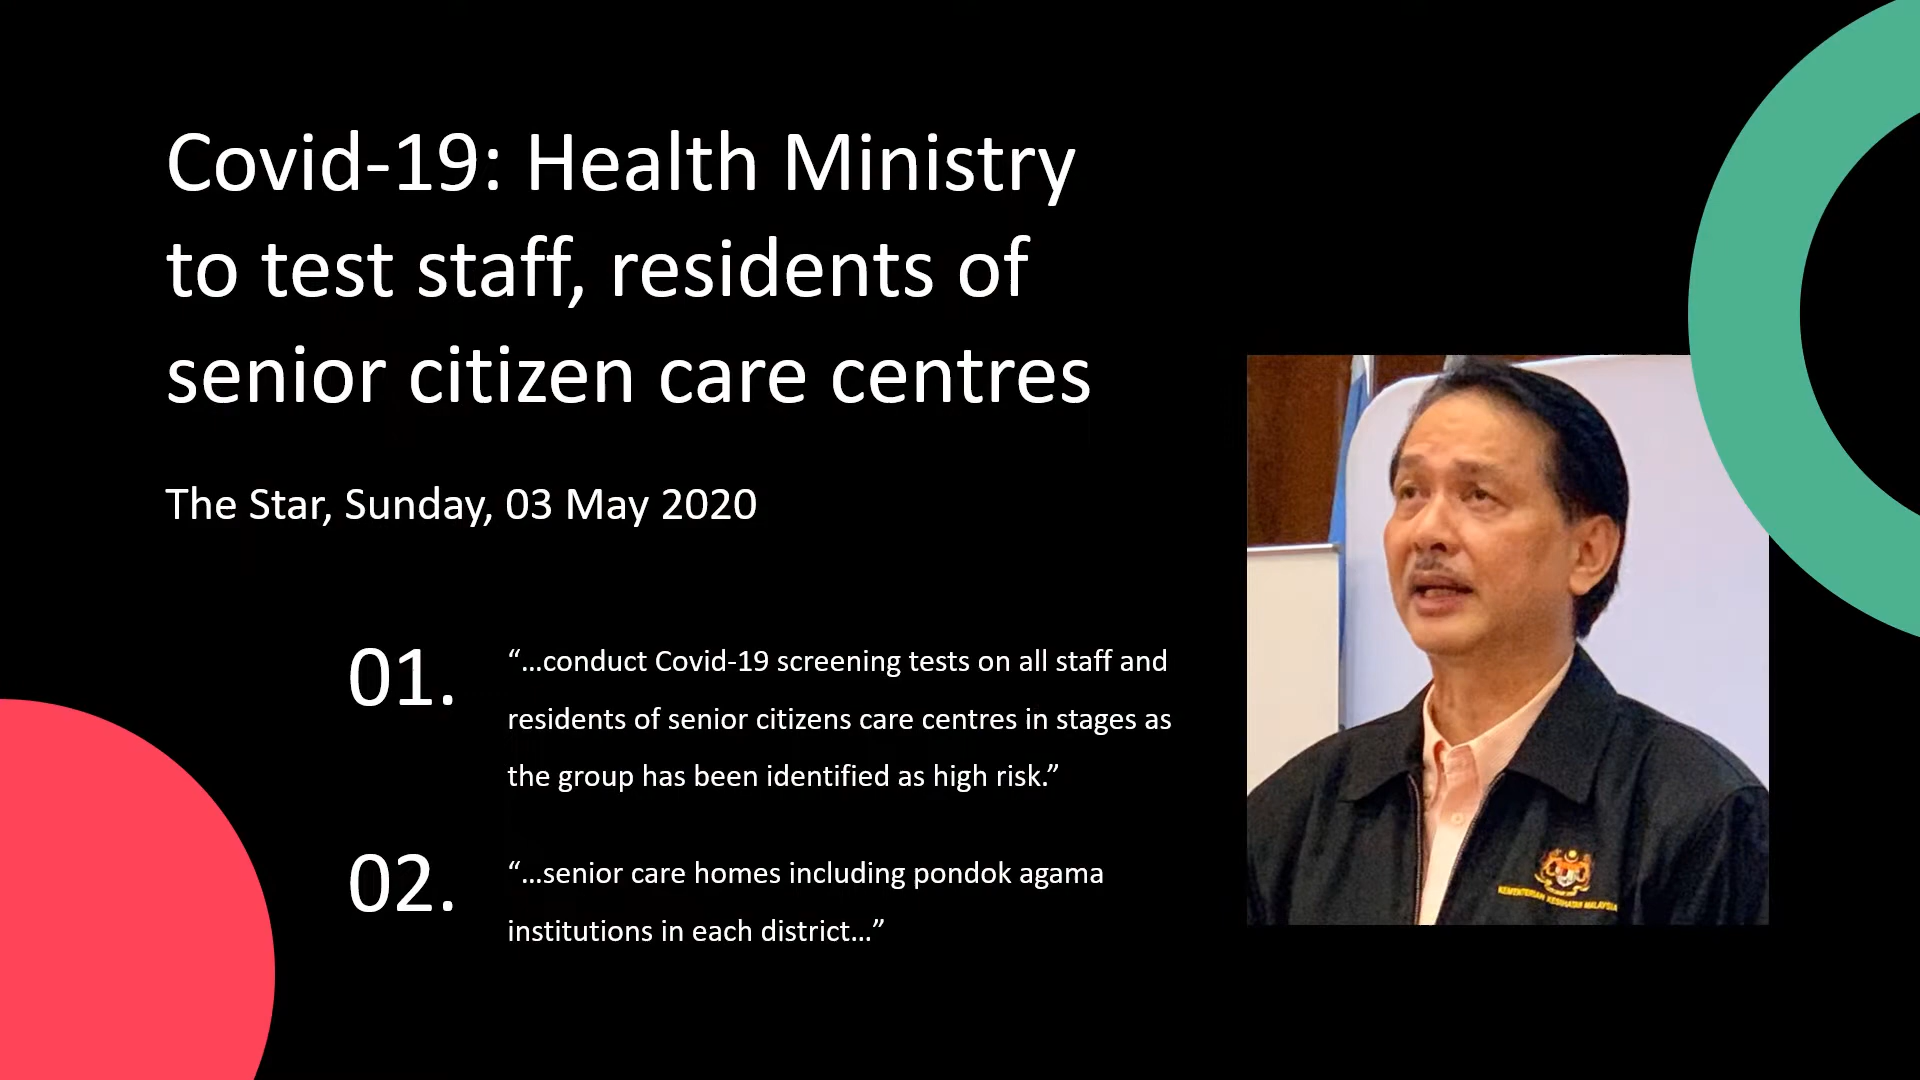 Covid-19: Health Ministry
to test staff, residents of
senior citizen care centres
The Star, Sunday, 03 May 2020
01.
“…conduct Covid-19 screening tests on all staff and
residents of senior citizens care centres in stages as
the group has been identified as high risk.”
02.
“…senior care homes including pondok agama
institutions in each district…”
KEMENTERIAN KESIHATAN MALAYSIA